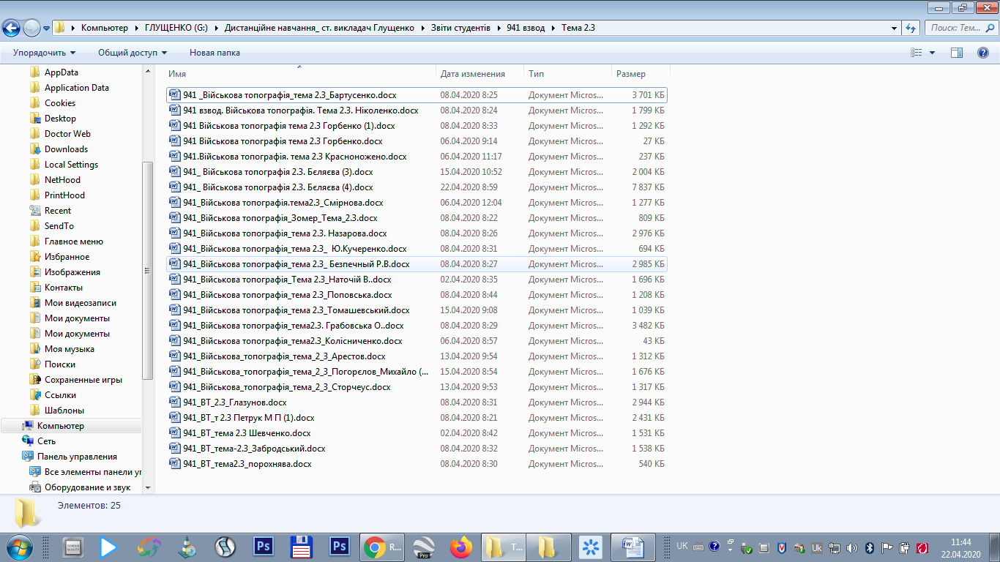 Компьютер ▸ ГЛУЩЕНКО (G:) ▸ Дистанційне навчання_ ст. викладач Глущенко ▸ Звіти студентів ▸ 941 взвод ▸ Тема 2.3
Поиск: Тем...
Упорядочить Общий доступ Новая папка
AppData
Application Data
Cookies
Desktop
Doctor Web
Downloads
Local Settings
NetHood
PrintHood
Recent
SendTo
Главное меню
Избранное
Изображения
Контакты
Мои видеозаписи
Мои документы
Мои документы
Моя музыка
Поиски
Сохраненные игры
Ссылки
Шаблоны
Компьютер
Сеть
Панель управления
Все элементы панели уп
Оборудование и звук
Имя Дата изменения Тип Размер
941 _Військова топографія_тема 2.3_Бартусенко.docx 08.04.2020 8:25 Документ Micros... 3 701 КБ
941 взвод. Військова топографія. Тема 2.3. Ніколенко.docx 08.04.2020 8:24 Документ Micros... 1 799 КБ
941 Військова топографія тема 2.3 Горбенко (1).docx 08.04.2020 8:33 Документ Micros... 1 292 КБ
941 Військова топографія тема 2.3 Горбенко.docx 06.04.2020 9:14 Документ Micros... 27 КБ
941.Військова топографія. тема 2.3 Красноножено.docx 06.04.2020 11:17 Документ Micros... 237 КБ
941_ Військова топографія 2.3. Бєляєва (3).docx 15.04.2020 10:52 Документ Micros... 2 004 КБ
941_ Військова топографія 2.3. Бєляєва (4).docx 22.04.2020 8:59 Документ Micros... 7 837 КБ
941_Військова топографія.тема2.3_Смірнова.docx 06.04.2020 12:04 Документ Micros... 1 277 КБ
941_Військова топографія_Зомер_Тема_2.3.docx 08.04.2020 8:22 Документ Micros... 809 КБ
941_Військова топографія_тема 2.3. Назарова.docx 08.04.2020 8:26 Документ Micros... 2 976 КБ
941_Військова топографія_тема 2.3_ Ю.Кучеренко.docx 08.04.2020 8:31 Документ Micros... 694 КБ
941_Військова топографія_тема 2.3_ Безпечный Р.В.docx 08.04.2020 8:27 Документ Micros... 2 985 КБ
941_Військова топографія_Тема 2.3_Наточій В..docx 02.04.2020 8:35 Документ Micros... 1 696 КБ
941_Військова топографія_тема 2.3_Поповська.docx 08.04.2020 8:44 Документ Micros... 1 208 КБ
941_Військова топографія_тема 2.3_Томашевський.docx 15.04.2020 9:08 Документ Micros... 1 039 КБ
941_Військова топографія_тема2.3. Грабовська О..docx 08.04.2020 8:29 Документ Micros... 3 482 КБ
941_Військова топографія_тема2.3_Колісниченко.docx 06.04.2020 8:57 Документ Micros... 43 КБ
941_Військова_топографія_тема_2_3_Арестов.docx 13.04.2020 9:54 Документ Micros... 1 312 КБ
941_Військова_топографія_тема_2_3_Погорєлов_Михайло (... 15.04.2020 8:54 Документ Micros... 1 676 КБ
941_Військова_топографія_тема_2_3_Сторчеус.docx 13.04.2020 9:53 Документ Micros... 1 317 КБ
941_ВТ_2.3_Глазунов.docx 08.04.2020 8:31 Документ Micros... 2 944 КБ
941_ВТ_т 2.3 Петрук М П (1).docx 08.04.2020 8:21 Документ Micros... 2 431 КБ
941_ВТ_тема 2.3 Шевченко.docx 02.04.2020 8:42 Документ Micros... 1 531 КБ
941_ВТ_тема-2.3_Забродський.docx 08.04.2020 8:32 Документ Micros... 1 538 КБ
941_ВТ_тема2.3_порохнява.docx 08.04.2020 8:30 Документ Micros... 540 КБ
Элементов: 25
Ps Ps R... Pro T... UK Uk 11:44
22.04.2020